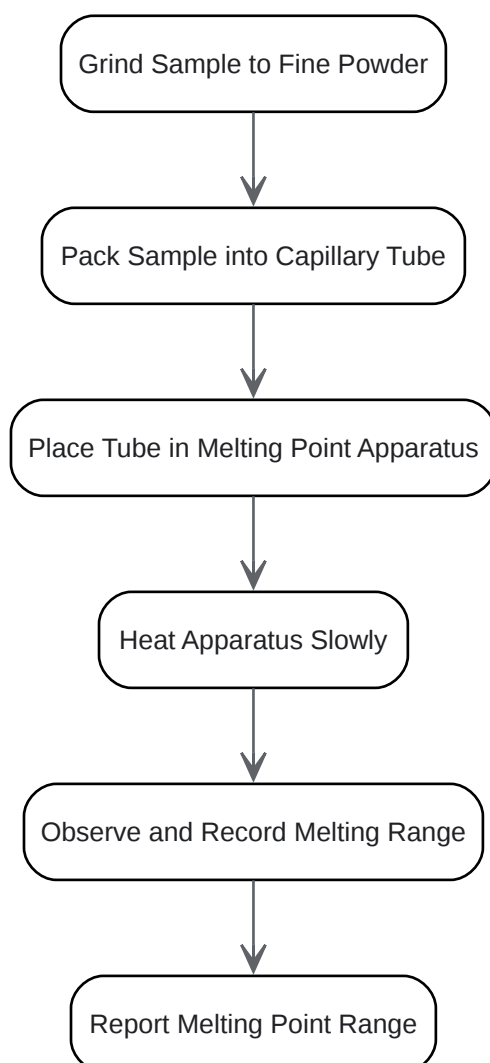 Grind Sample to Fine Powder
Pack Sample into Capillary Tube
Place Tube in Melting Point Apparatus
Heat Apparatus Slowly
Observe and Record Melting Range
Report Melting Point Range